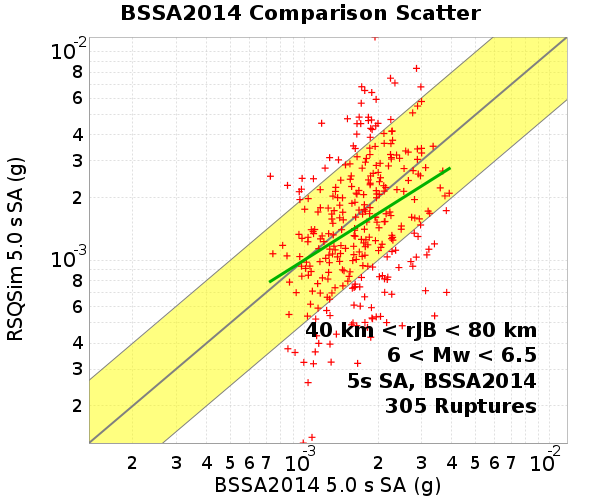 BSSA2014 Comparison Scatter
RSQSim 5.0 s SA (g)
10-2
8
6
4
3
2
10-3
8
6
4
3
2
40 km < rJB < 80 km
6 < Mw < 6.5
5s SA, BSSA2014
305 Ruptures
2 3 4 5 6 7 10-3 2 3 4 5 6 7 10-2
BSSA2014 5.0 s SA (g)